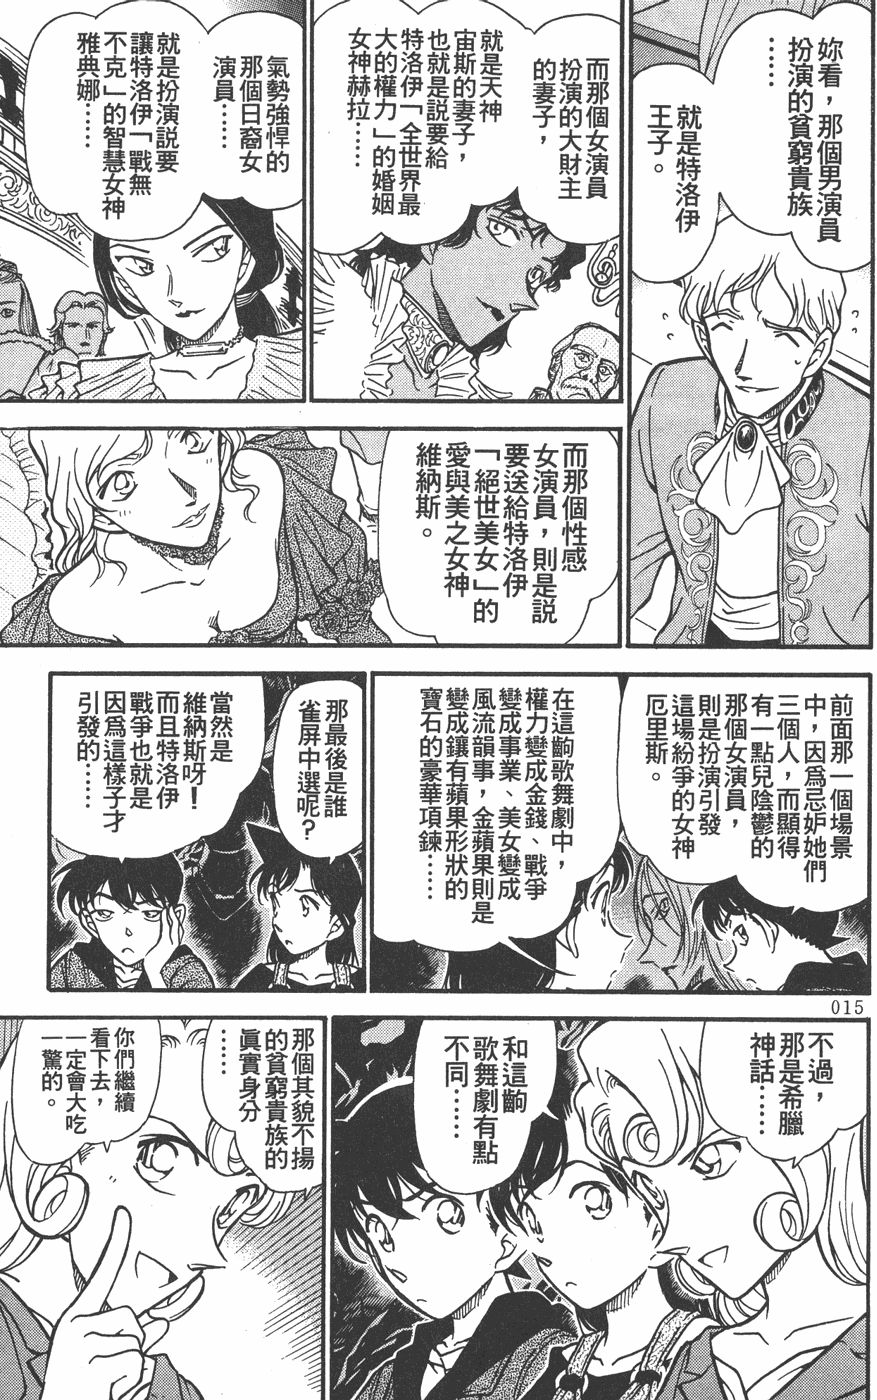 妳看，那個男演員
扮演的貧窮貴族
……
就是特洛伊
王子。
而那個女演員
扮演的大財主
的妻子，
就是天神
宙斯的妻子，
也就是說要給
特洛伊「全世界最
大的權力」的婚姻
女神赫拉……
氣勢強悍的
那個日裔女
演員……
就是扮演說要
讓特洛伊「戰無
不克」的智慧女神
雅典娜……
而那個性感
女演員，則是說
要送給特洛伊
「絕世美女」的
愛與美之女神
維納斯。
前面那一個場景
中，因為忌妒她們
三個人，而顯得
有一點兒陰鬱的
那個女演員，
則是扮演引發
這場紛爭的女神
厄里斯。
在這齣歌舞劇中，
權力變成金錢、戰爭
變成事業、美女變成
風流韻事，金蘋果則是
變成鑲有蘋果形狀的
寶石的豪華項鍊……
那最後是誰
雀屏中選呢？
當然是
維納斯呀！
而且特洛伊
戰爭也就是
因為這樣子才
引發的……
015
不過，
那是希臘
神話……
和這齣
歌舞劇有點
不同……
那個其貌不揚
的貧窮貴族的
真實身分
……
你們繼續
看下去，
一定會大吃
一驚的。